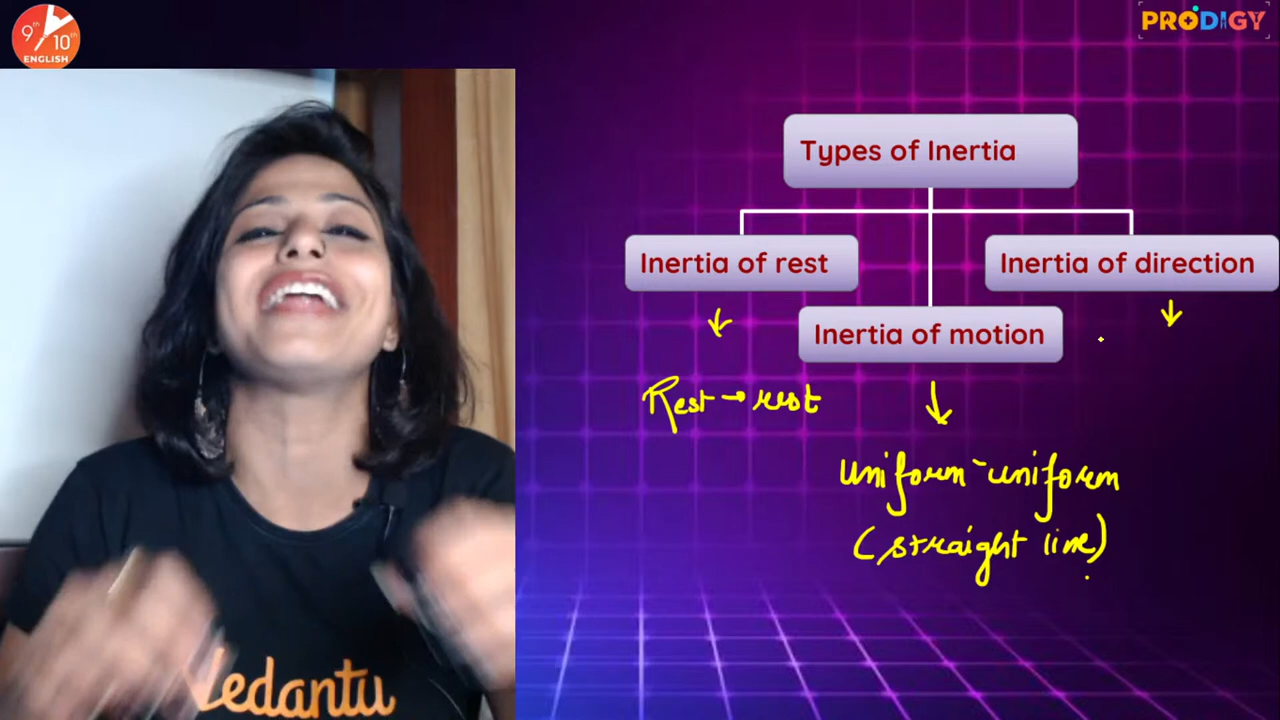 9th
10th
ENGLISH
PRODIGY
Types of Inertia
Inertia of rest
Inertia of direction
Inertia of motion
Rest → rest
uniform - uniform
(straight line)
Vedantu